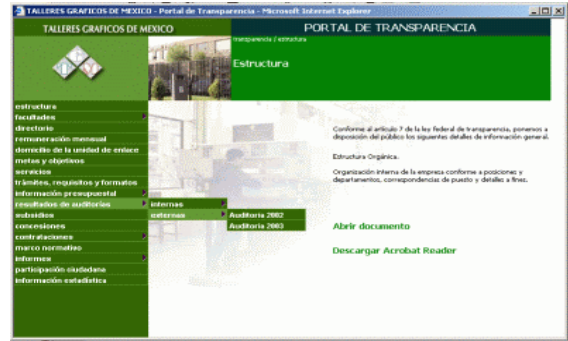 TALLERES GRAFICOS DE MEXICO - Portal de Transparencia - Microsoft Internet Explorer
TALLERES GRAFICOS DE MEXICO
PORTAL DE TRANSPARENCIA
transparencia / estructura
Estructura
estructura
facultades
directorio
remuneración mensual
domicilio de la unidad de enlace
metas y objetivos
servicios
trámites, requisitos y formatos
información presupuestal
resultados de auditorías
subsidios
concesiones
contrataciones
marco normativo
informes
participación ciudadana
información estadística
internas
externas
Auditoria 2002
Auditoria 2003
Conforme al artículo 7 de la ley federal de transparencia, ponemos a
disposición del público los siguientes detalles de información general.
Estructura Orgánica.
Organización interna de la empresa conforme a posiciones y
departamentos, correspondencias de puesto y detalles a fines.
Abrir documento
Descargar Acrobat Reader